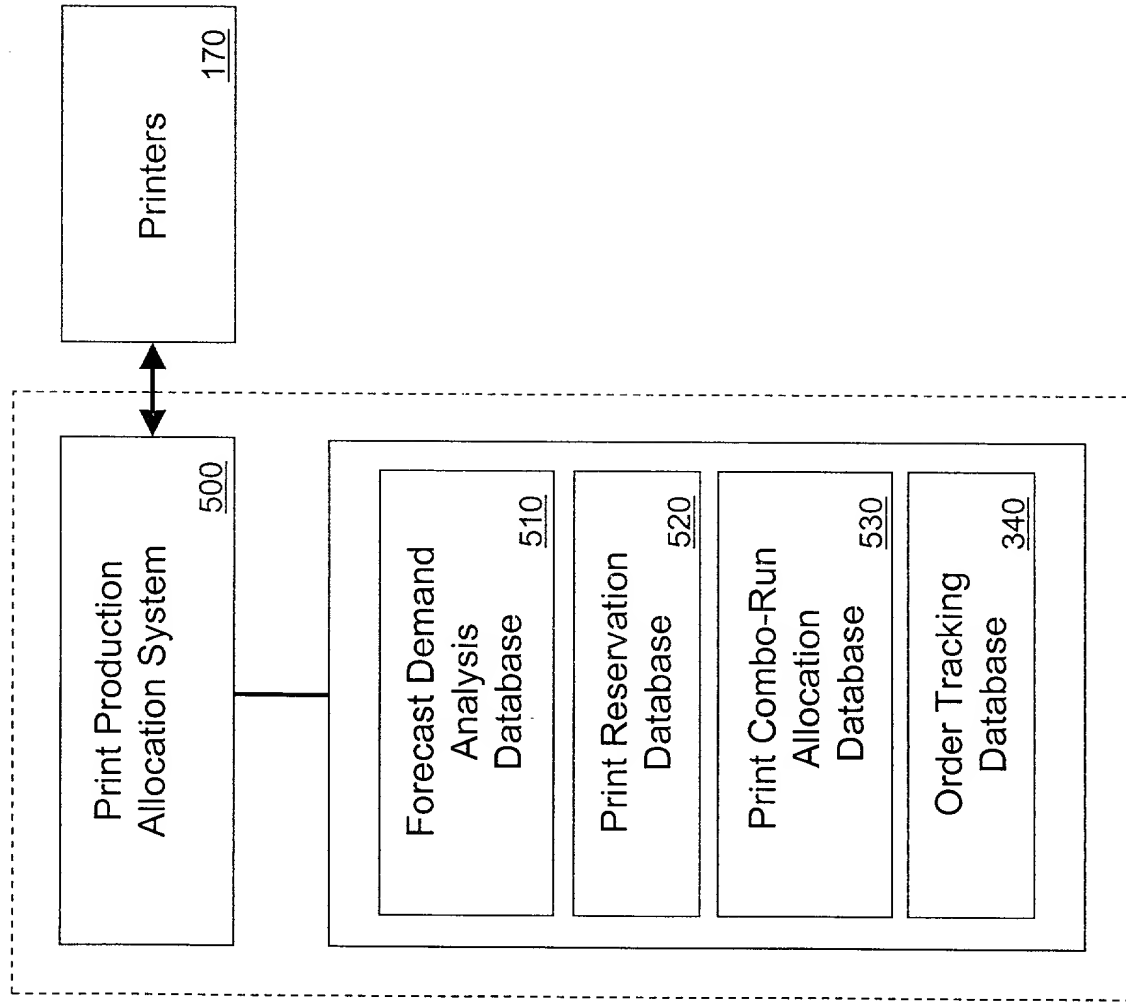 Print Production
Allocation System
500
Printers
170
Forecast Demand
Analysis
Database
510
Print Reservation
Database
520
Print Combo-Run
Allocation
Database
530
Order Tracking
Database
340